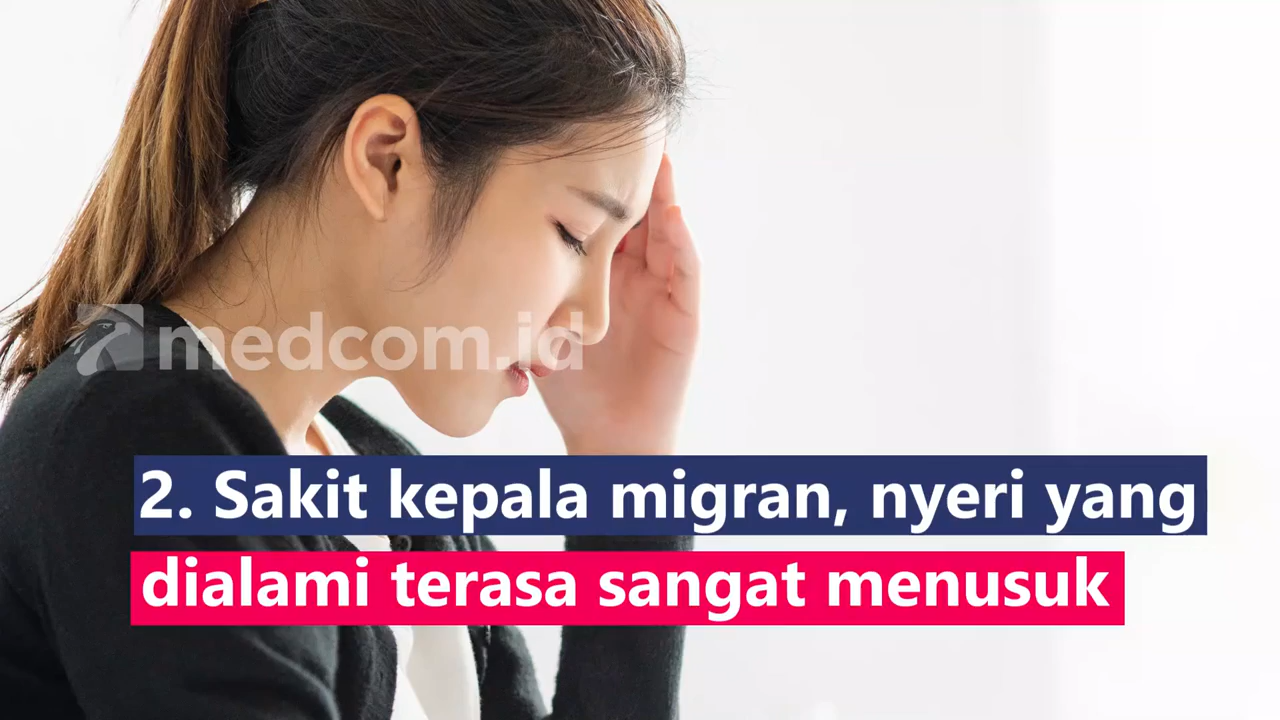 medcom.id
2. Sakit kepala migran, nyeri yang
dialami terasa sangat menusuk